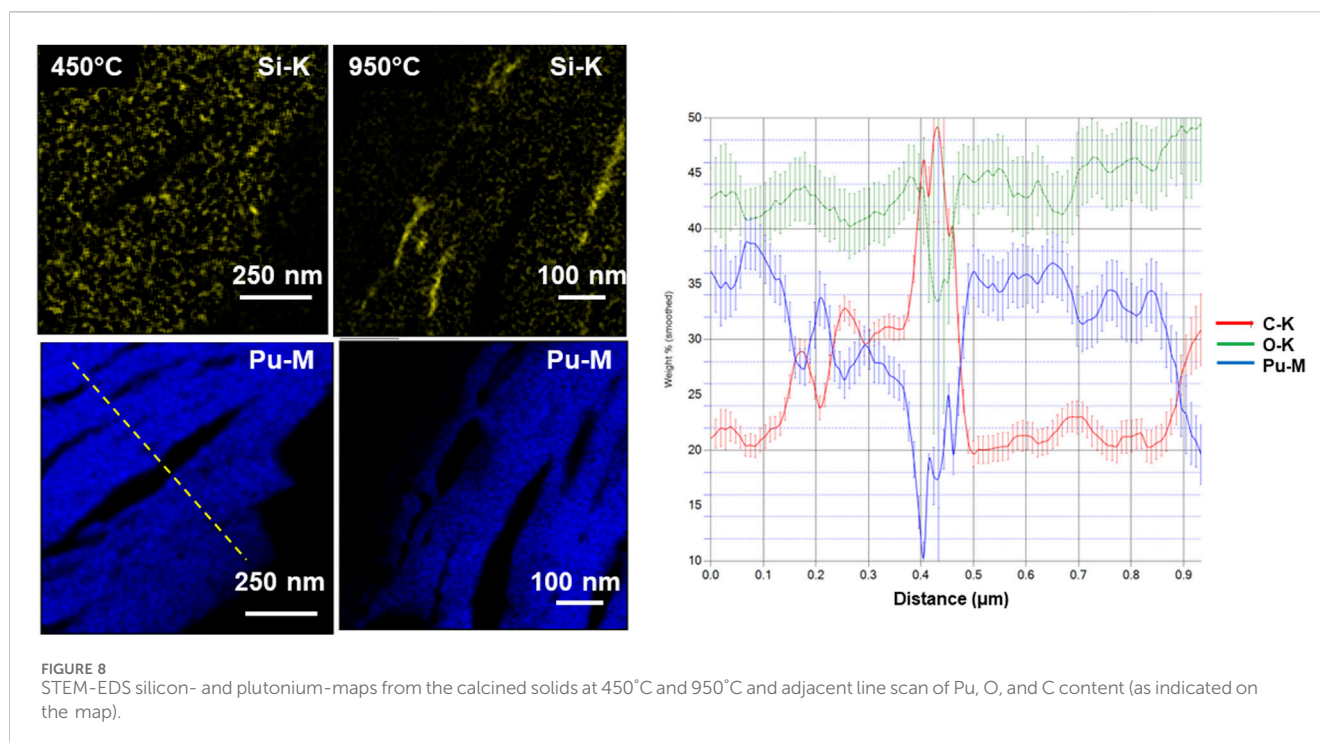 450°C Si-K
250 nm
950°C Si-K
100 nm
Pu-M
250 nm
Pu-M
100 nm
50
45
40
35
30
25
20
15
10
Weight % (smoothed)
0.0 0.1 0.2 0.3 0.4 0.5 0.6 0.7 0.8 0.9
Distance (µm)
C-K
O-K
Pu-M
FIGURE 8
STEM-EDS silicon- and plutonium-maps from the calcined solids at 450°C and 950°C and adjacent line scan of Pu, O, and C content (as indicated on
the map).